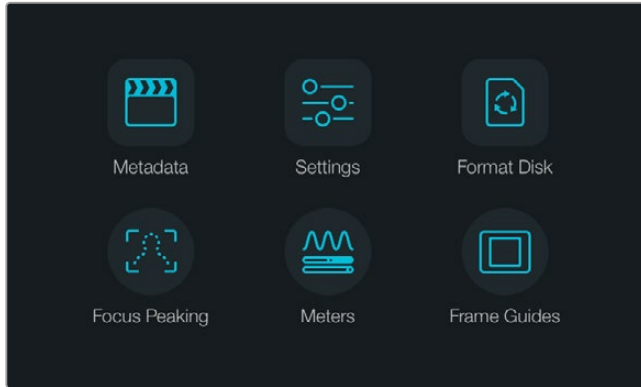 Metadata
Settings
Format Disk
Focus Peaking
Meters
Frame Guides